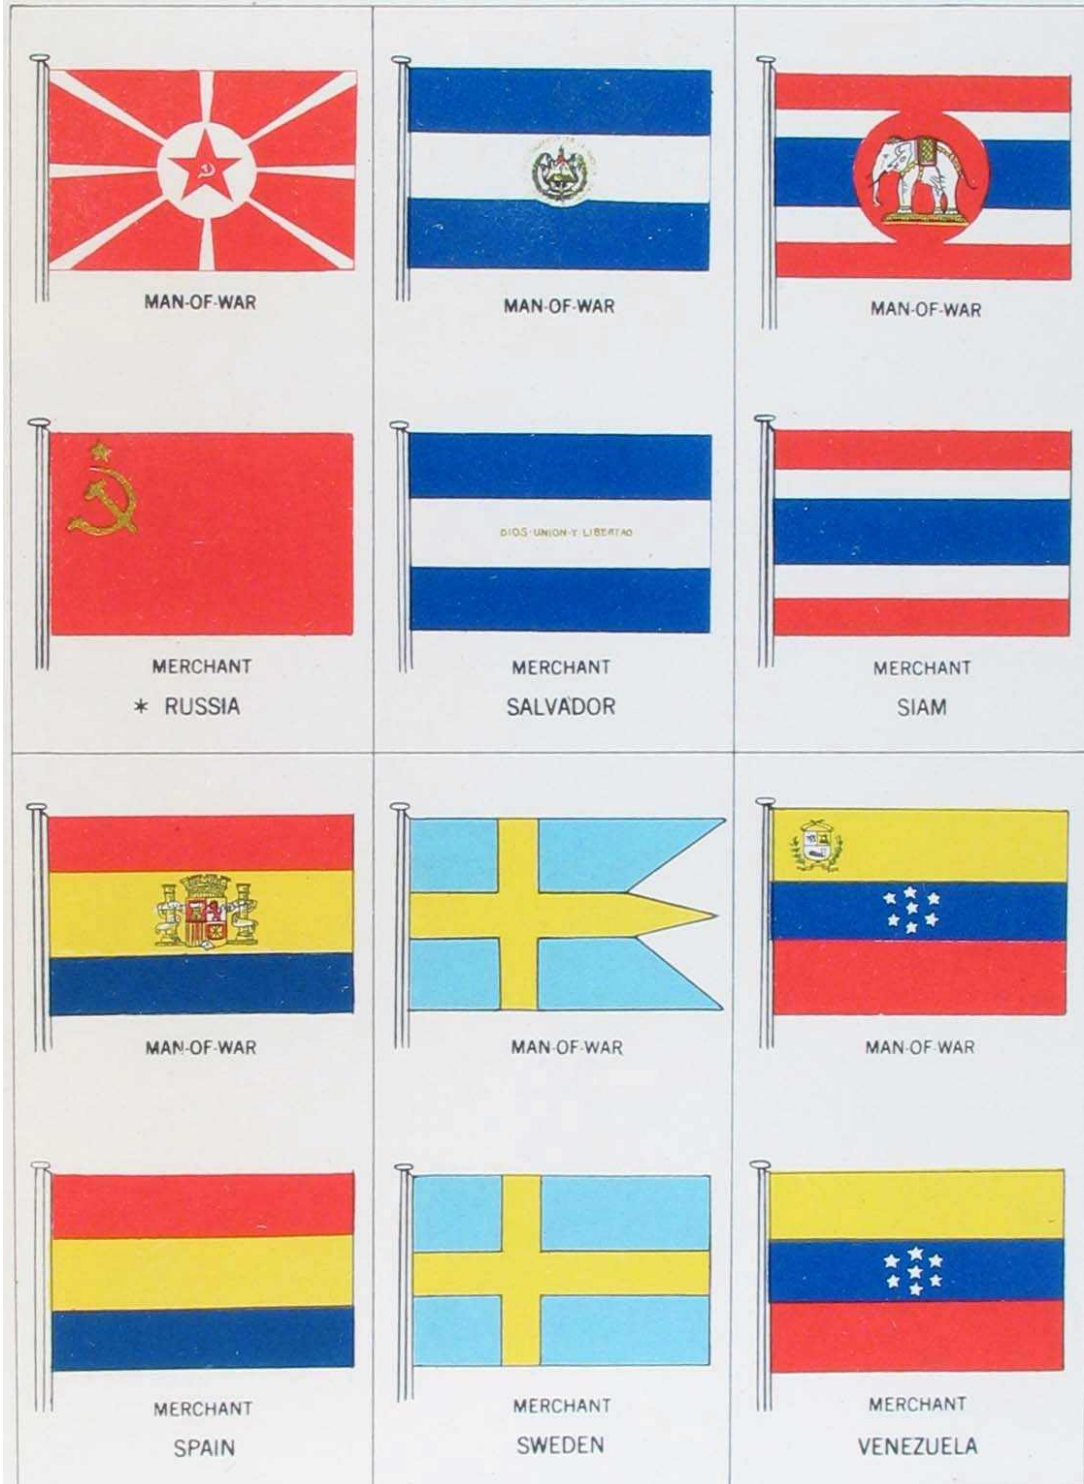 MAN-OF-WAR
MAN-OF-WAR
MAN-OF-WAR
DIOS·UNION·Y·LIBERTAD
MERCHANT
MERCHANT
MERCHANT
* RUSSIA
SALVADOR
SIAM
MAN-OF-WAR
MAN-OF-WAR
MAN-OF-WAR
MERCHANT
MERCHANT
MERCHANT
SPAIN
SWEDEN
VENEZUELA